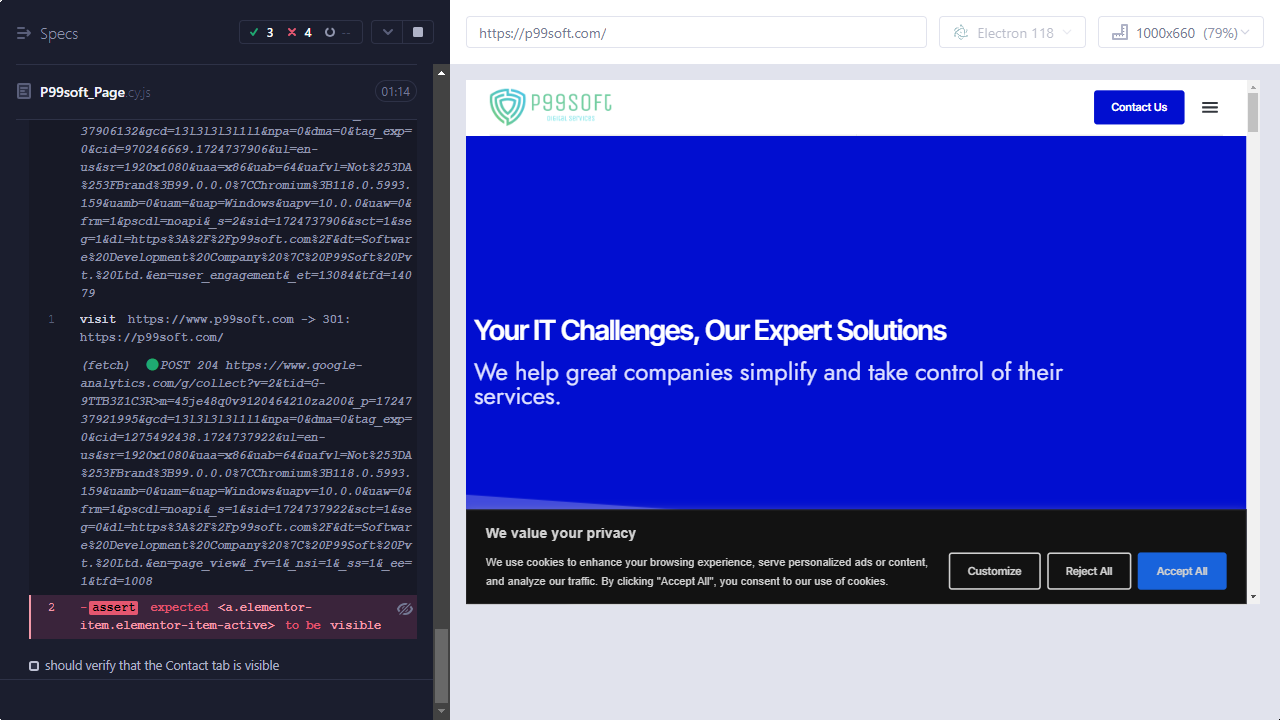 Specs
3
4
--
P99soft_Page.cy.js
01:14
37906132&gcd=13l3l3l3l1l1&npa=0&dma=0&tag_exp=
0&cid=970246669.1724737906&ul=en-
us&sr=1920x1080&uaa=x86&uab=64&uafvl=Not%253DA
%253FBrand%3B99.0.0.0%7CChromium%3B118.0.5993.
159&uamb=0&uam=&uap=Windows&uapv=10.0.0&uaw=0&
frm=1&pscdl=noapi&_s=2&sid=1724737906&sct=1&se
g=1&dl=https%3A%2F%2Fp99soft.com%2F&dt=Softwar
e%20Development%20Company%20%7C%20P99Soft%20Pv
t.%20Ltd.&en=user_engagement&_et=13084&tfd=140
79
1 visit https://www.p99soft.com -> 301:
https://p99soft.com/
(fetch) POST 204 https://www.google-
analytics.com/g/collect?v=2&tid=G-
9TTB3Z1C3R>m=45je48q0v9120464210za200&_p=1724
737921995&gcd=13l3l3l3l1l1&npa=0&dma=0&tag_exp=
0&cid=1275492438.1724737922&ul=en-
us&sr=1920x1080&uaa=x86&uab=64&uafvl=Not%253DA
%253FBrand%3B99.0.0.0%7CChromium%3B118.0.5993.
159&uamb=0&uam=&uap=Windows&uapv=10.0.0&uaw=0&
frm=1&pscdl=noapi&_s=1&sid=1724737922&sct=1&se
g=0&dl=https%3A%2F%2Fp99soft.com%2F&dt=Softwar
e%20Development%20Company%20%7C%20P99Soft%20Pv
t.%20Ltd.&en=page_view&_fv=1&_nsi=1&_ss=1&_ee=
1&tfd=1008
2 -assert expected <a.elementor-
item.elementor-item-active> to be visible
should verify that the Contact tab is visible
https://p99soft.com/
Electron 118
1000x660 (79%)
P99SOFT
DIGITAL SERVICES
Contact Us
Your IT Challenges, Our Expert Solutions
We help great companies simplify and take control of their
services.
We value your privacy
We use cookies to enhance your browsing experience, serve personalized ads or content,
and analyze our traffic. By clicking "Accept All", you consent to our use of cookies.
Customize
Reject All
Accept All